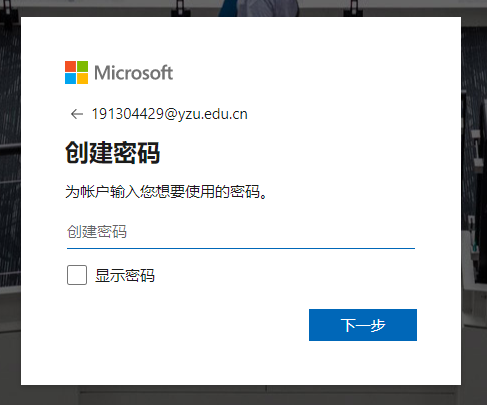 Microsoft
← 191304429@yzu.edu.cn
创建密码
为帐户输入您想要使用的密码。
创建密码
显示密码
下一步